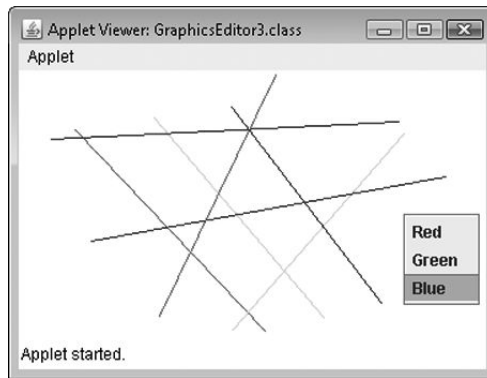 Applet Viewer: GraphicsEditor3.class
Applet
Red
Green
Blue
Applet started.